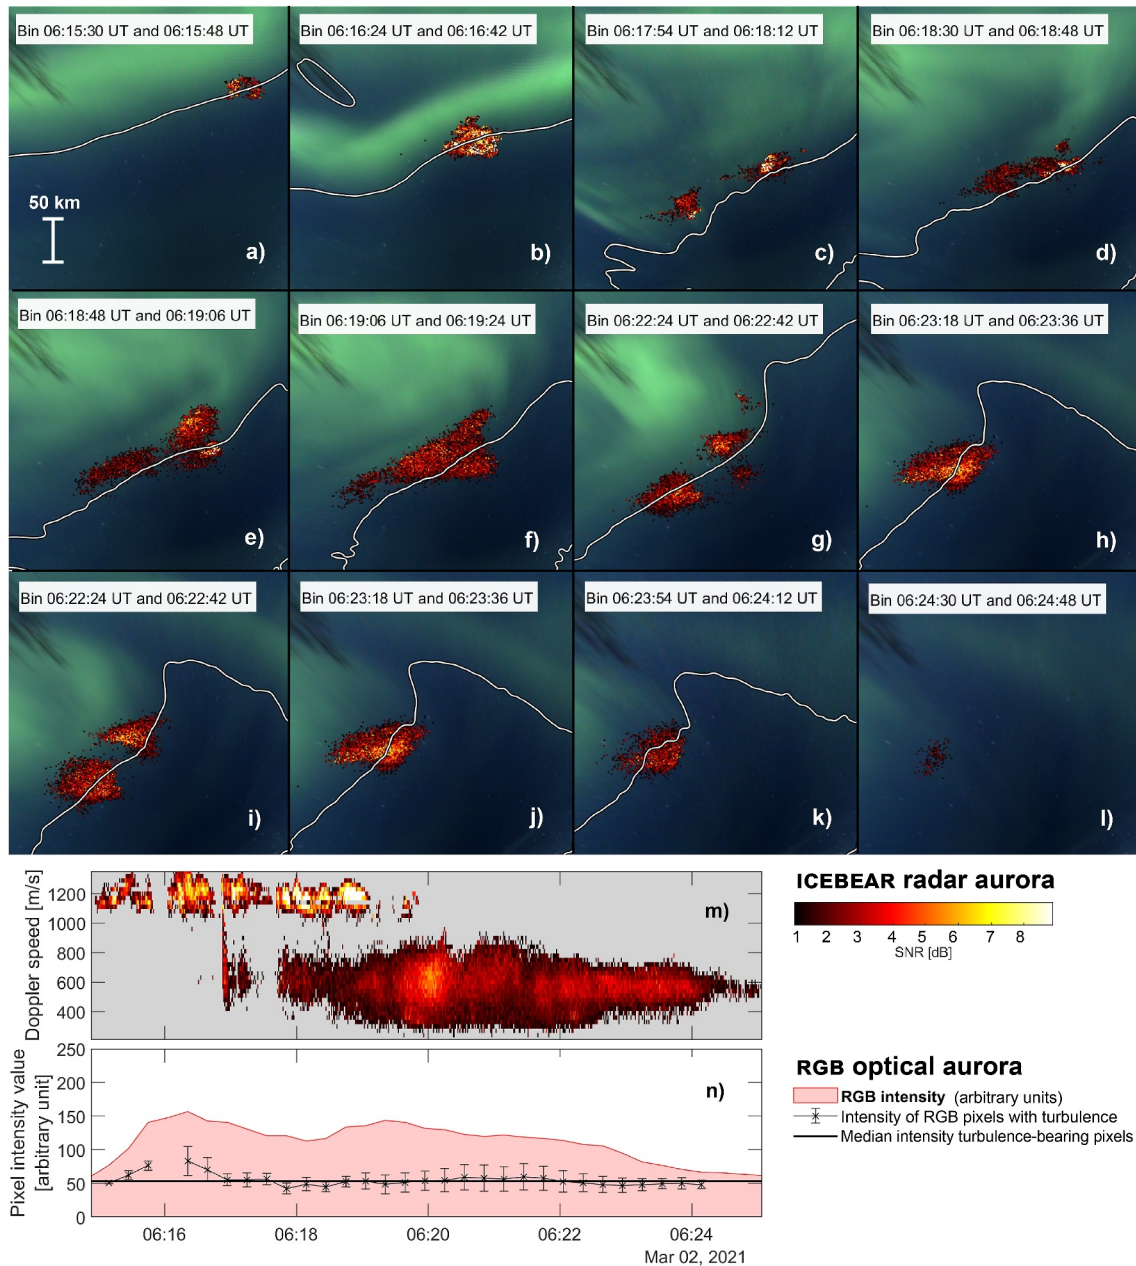 Bin 06:15:30 UT and 06:15:48 UT
Bin 06:16:24 UT and 06:16:42 UT
Bin 06:17:54 UT and 06:18:12 UT
Bin 06:18:30 UT and 06:18:48 UT
50 km
a)
b)
c)
d)
Bin 06:18:48 UT and 06:19:06 UT
Bin 06:19:06 UT and 06:19:24 UT
Bin 06:22:24 UT and 06:22:42 UT
Bin 06:23:18 UT and 06:23:36 UT
e)
f)
g)
h)
Bin 06:22:24 UT and 06:22:42 UT
Bin 06:23:18 UT and 06:23:36 UT
Bin 06:23:54 UT and 06:24:12 UT
Bin 06:24:30 UT and 06:24:48 UT
i)
j)
k)
l)
Doppler speed [m/s]
1200
1000
800
600
400
m)
ICEBEAR radar aurora
1 2 3 4 5 6 7 8
SNR [dB]
Pixel intensity value
[arbitrary unit]
250
200
150
100
50
0
n)
06:16 06:18 06:20 06:22 06:24
Mar 02, 2021
RGB optical aurora
RGB intensity (arbitrary units)
Intensity of RGB pixels with turbulence
Median intensity turbulence-bearing pixels